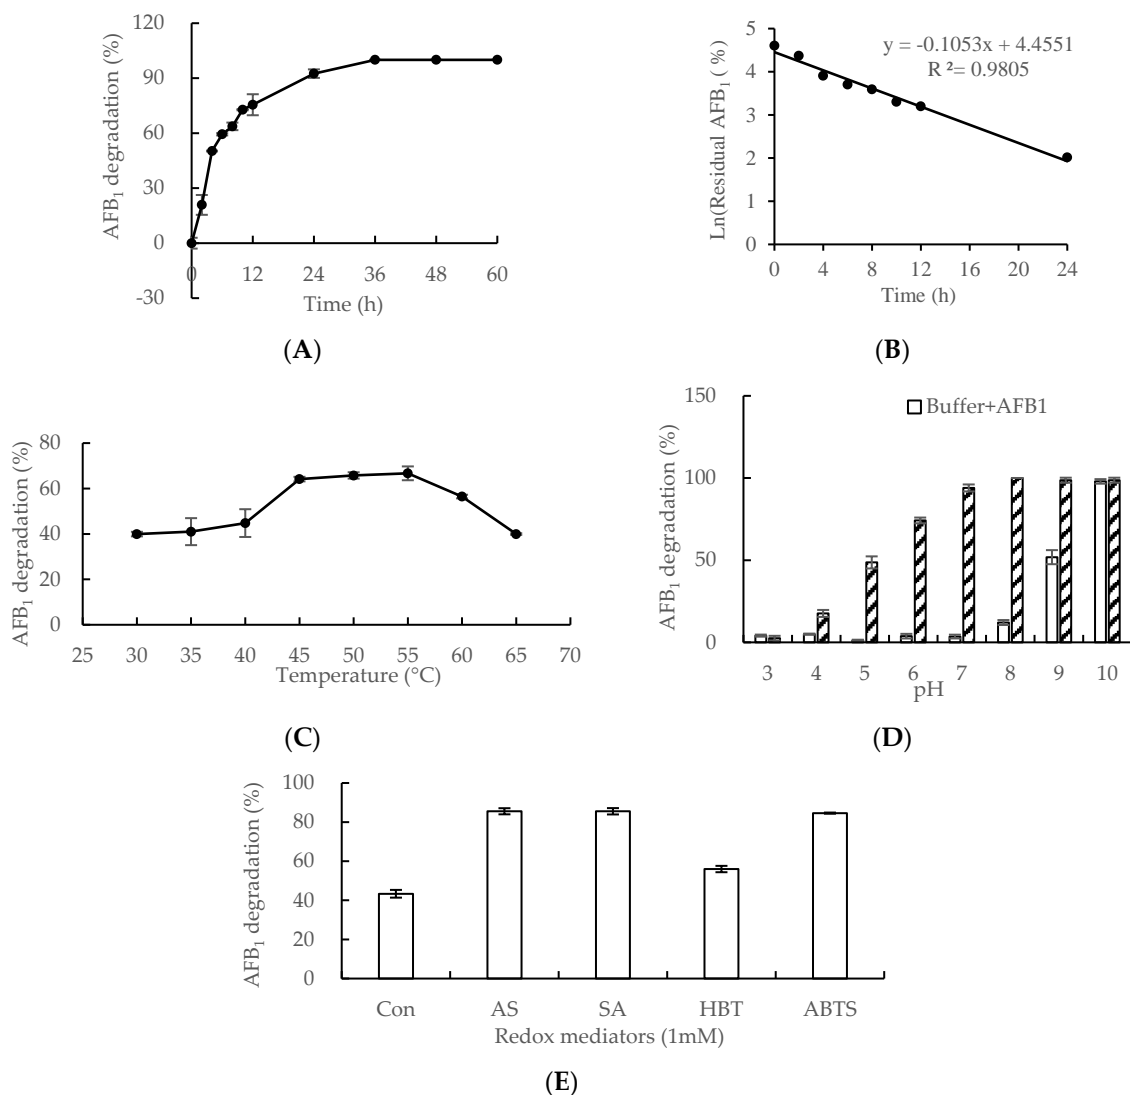 120
90
60
30
0
-30
AFB1 degradation (%)
0 12 24 36 48 60
Time (h)
(A)
5
4
3
2
1
0
Ln(Residual AFB1 ( %)
y = -0.1053x + 4.4551
R ²= 0.9805
0 4 8 12 16 20 24
Time (h)
(B)
80
60
40
20
0
AFB1 degradation (%)
25 30 35 40 45 50 55 60 65 70
Temperature (°C)
(C)
150
100
50
0
AFB1 degradation (%)
Buffer+AFB1
3 4 5 6 7 8 9 10
pH
(D)
100
80
60
40
20
0
AFB1 degradation (%)
Con AS SA HBT ABTS
Redox mediators (1mM)
(E)